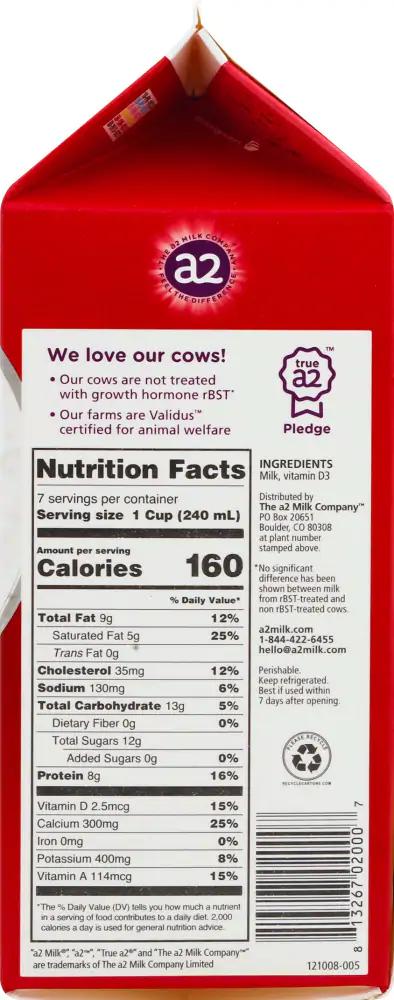 THE a2 MILK COMPANY
a2
FEEL THE DIFFERENCE
We love our cows!
• Our cows are not treated
with growth hormone rBST*
• Our farms are Validus™
certified for animal welfare
true
a2
™
Pledge
Nutrition Facts
7 servings per container
Serving size 1 Cup (240 mL)
Amount per serving
Calories 160
% Daily Value*
Total Fat 9g 12%
Saturated Fat 5g 25%
Trans Fat 0g
Cholesterol 35mg 12%
Sodium 130mg 6%
Total Carbohydrate 13g 5%
Dietary Fiber 0g 0%
Total Sugars 12g
Added Sugars 0g 0%
Protein 8g 16%
Vitamin D 2.5mcg 15%
Calcium 300mg 25%
Iron 0mg 0%
Potassium 400mg 8%
Vitamin A 114mcg 15%
*The % Daily Value (DV) tells you how much a nutrient
in a serving of food contributes to a daily diet. 2,000
calories a day is used for general nutrition advice.
INGREDIENTS
Milk, vitamin D3
Distributed by
The a2 Milk Company™
PO Box 20651
Boulder, CO 80308
at plant number
stamped above.
*No significant
difference has been
shown between milk
from rBST-treated and
non rBST-treated cows.
a2milk.com
1-844-422-6455
hello@a2milk.com
Perishable.
Keep refrigerated.
Best if used within
7 days after opening.
PLEASE RECYCLE
RECYCLECARTONS.COM
8 13267 02000 7
"a2 Milk®", "a2™", "True a2®" and "The a2 Milk Company™"
are trademarks of The a2 Milk Company Limited
121008-005